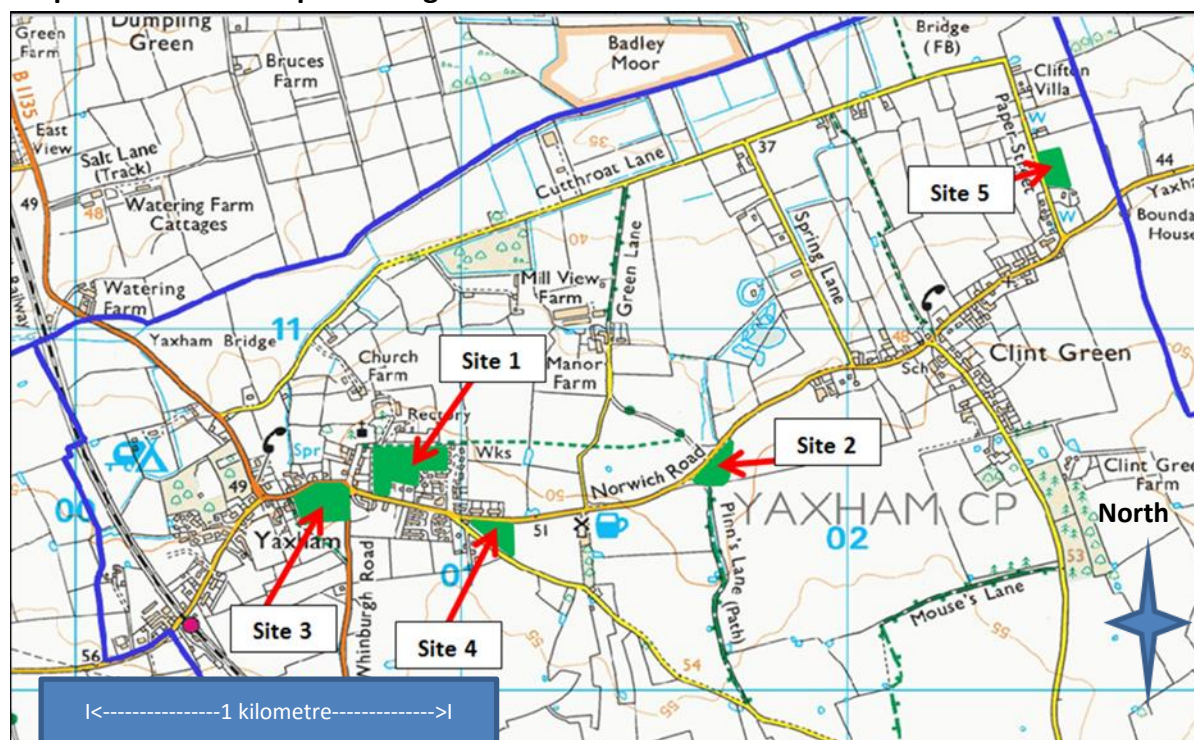 Dumpling
Green
Green
Farm
Bruces
Farm
Badley
Moor
Bridge
(FB)
Clifton
Villa
B 1135
East
View
Salt Lane
(Track)
35
Cutthroat Lane
37
Paper Street
W
Site 5
44
49
48
Watering Farm
Cottages
40
Green Lane
Spring Lane
W
Bounda
House
Railway
Watering
Farm
11
Mill View
Farm
Yaxham Bridge
Church
Farm
Site 1
Manor
Farm
48
Sch
Clint Green
50
Rectory
Spr
Wks
Site 2
49
00
50
Norwich Road
Clint Gree
Farm
YAXHAM CP
North
Yaxham
51
02
Pinn's Lane (Path)
53
Whinburgh Road
Site 3
Site 4
55
Mouse's Lane
55
56
54
I<----------------1 kilometre-------------->I